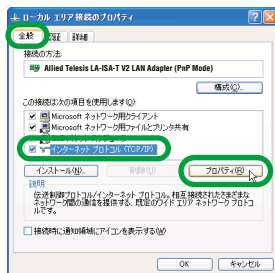 ローカル エリア接続のプロパティ
全般 認証 詳細
接続の方法:
Allied Telesis LA-ISA-T V2 LAN Adapter (PnP Mode)
構成(C)...
この接続は次の項目を使用します(O):
Microsoft ネットワーク用クライアント
Microsoft ネットワーク用ファイルとプリンタ共有
インターネット プロトコル (TCP/IP)
インストール(N)... 削除(U) プロパティ(R)
説明
伝送制御プロトコル/インターネット プロトコル。相互接続されたさまざまな
ネットワーク間の通信を提供する、既定のワイド エリア ネットワーク プロトコ
ルです。
接続時に通知領域にアイコンを表示する(W)
OK キャンセル